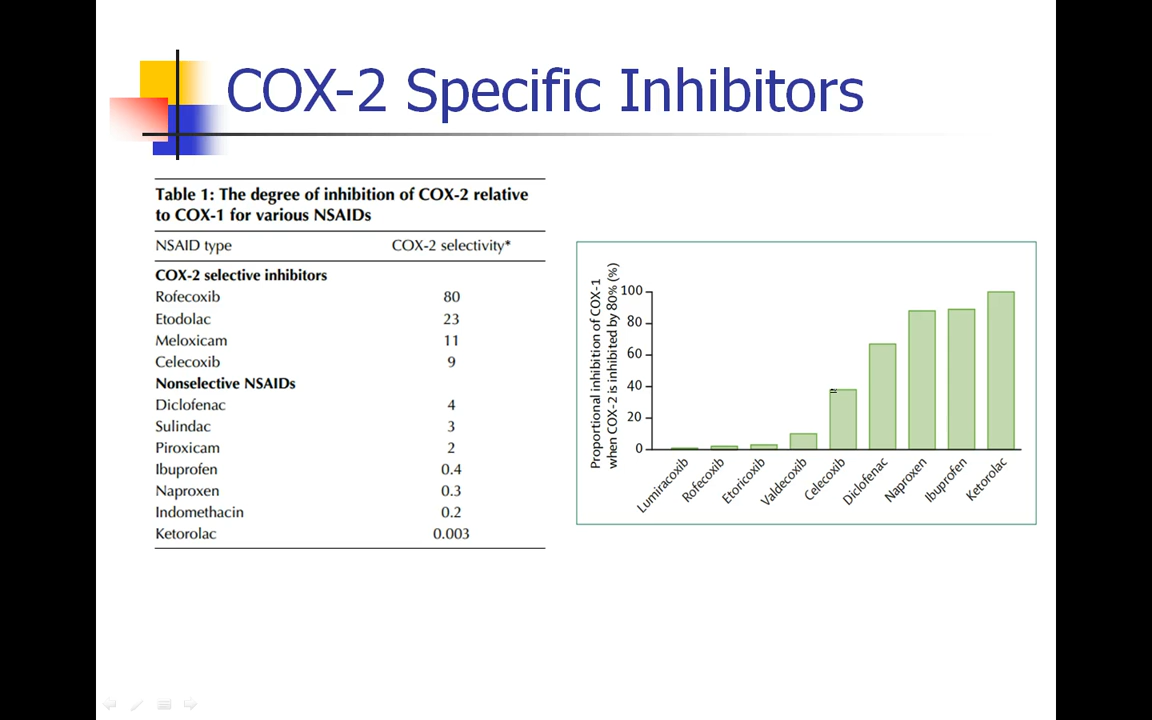 COX-2 Specific Inhibitors
Table 1: The degree of inhibition of COX-2 relative
to COX-1 for various NSAIDs
NSAID type COX-2 selectivity*
COX-2 selective inhibitors
Rofecoxib 80
Etodolac 23
Meloxicam 11
Celecoxib 9
Nonselective NSAIDs
Diclofenac 4
Sulindac 3
Piroxicam 2
Ibuprofen 0.4
Naproxen 0.3
Indomethacin 0.2
Ketorolac 0.003
Proportional inhibition of COX-1
when COX-2 is inhibited by 80% (%)
100
80
60
40
20
0
Lumiracoxib
Rofecoxib
Etoricoxib
Valdecoxib
Celecoxib
Diclofenac
Naproxen
Ibuprofen
Ketorolac